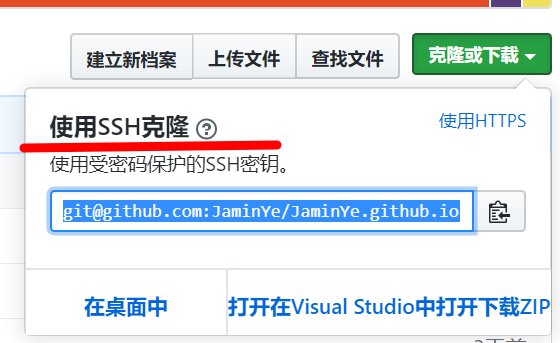 建立新档案 上传文件 查找文件 克隆或下载
使用SSH克隆 ? 使用HTTPS
使用受密码保护的SSH密钥。
git@github.com:JaminYe/JaminYe.github.io
在桌面中 打开在Visual Studio中打开下载ZIP